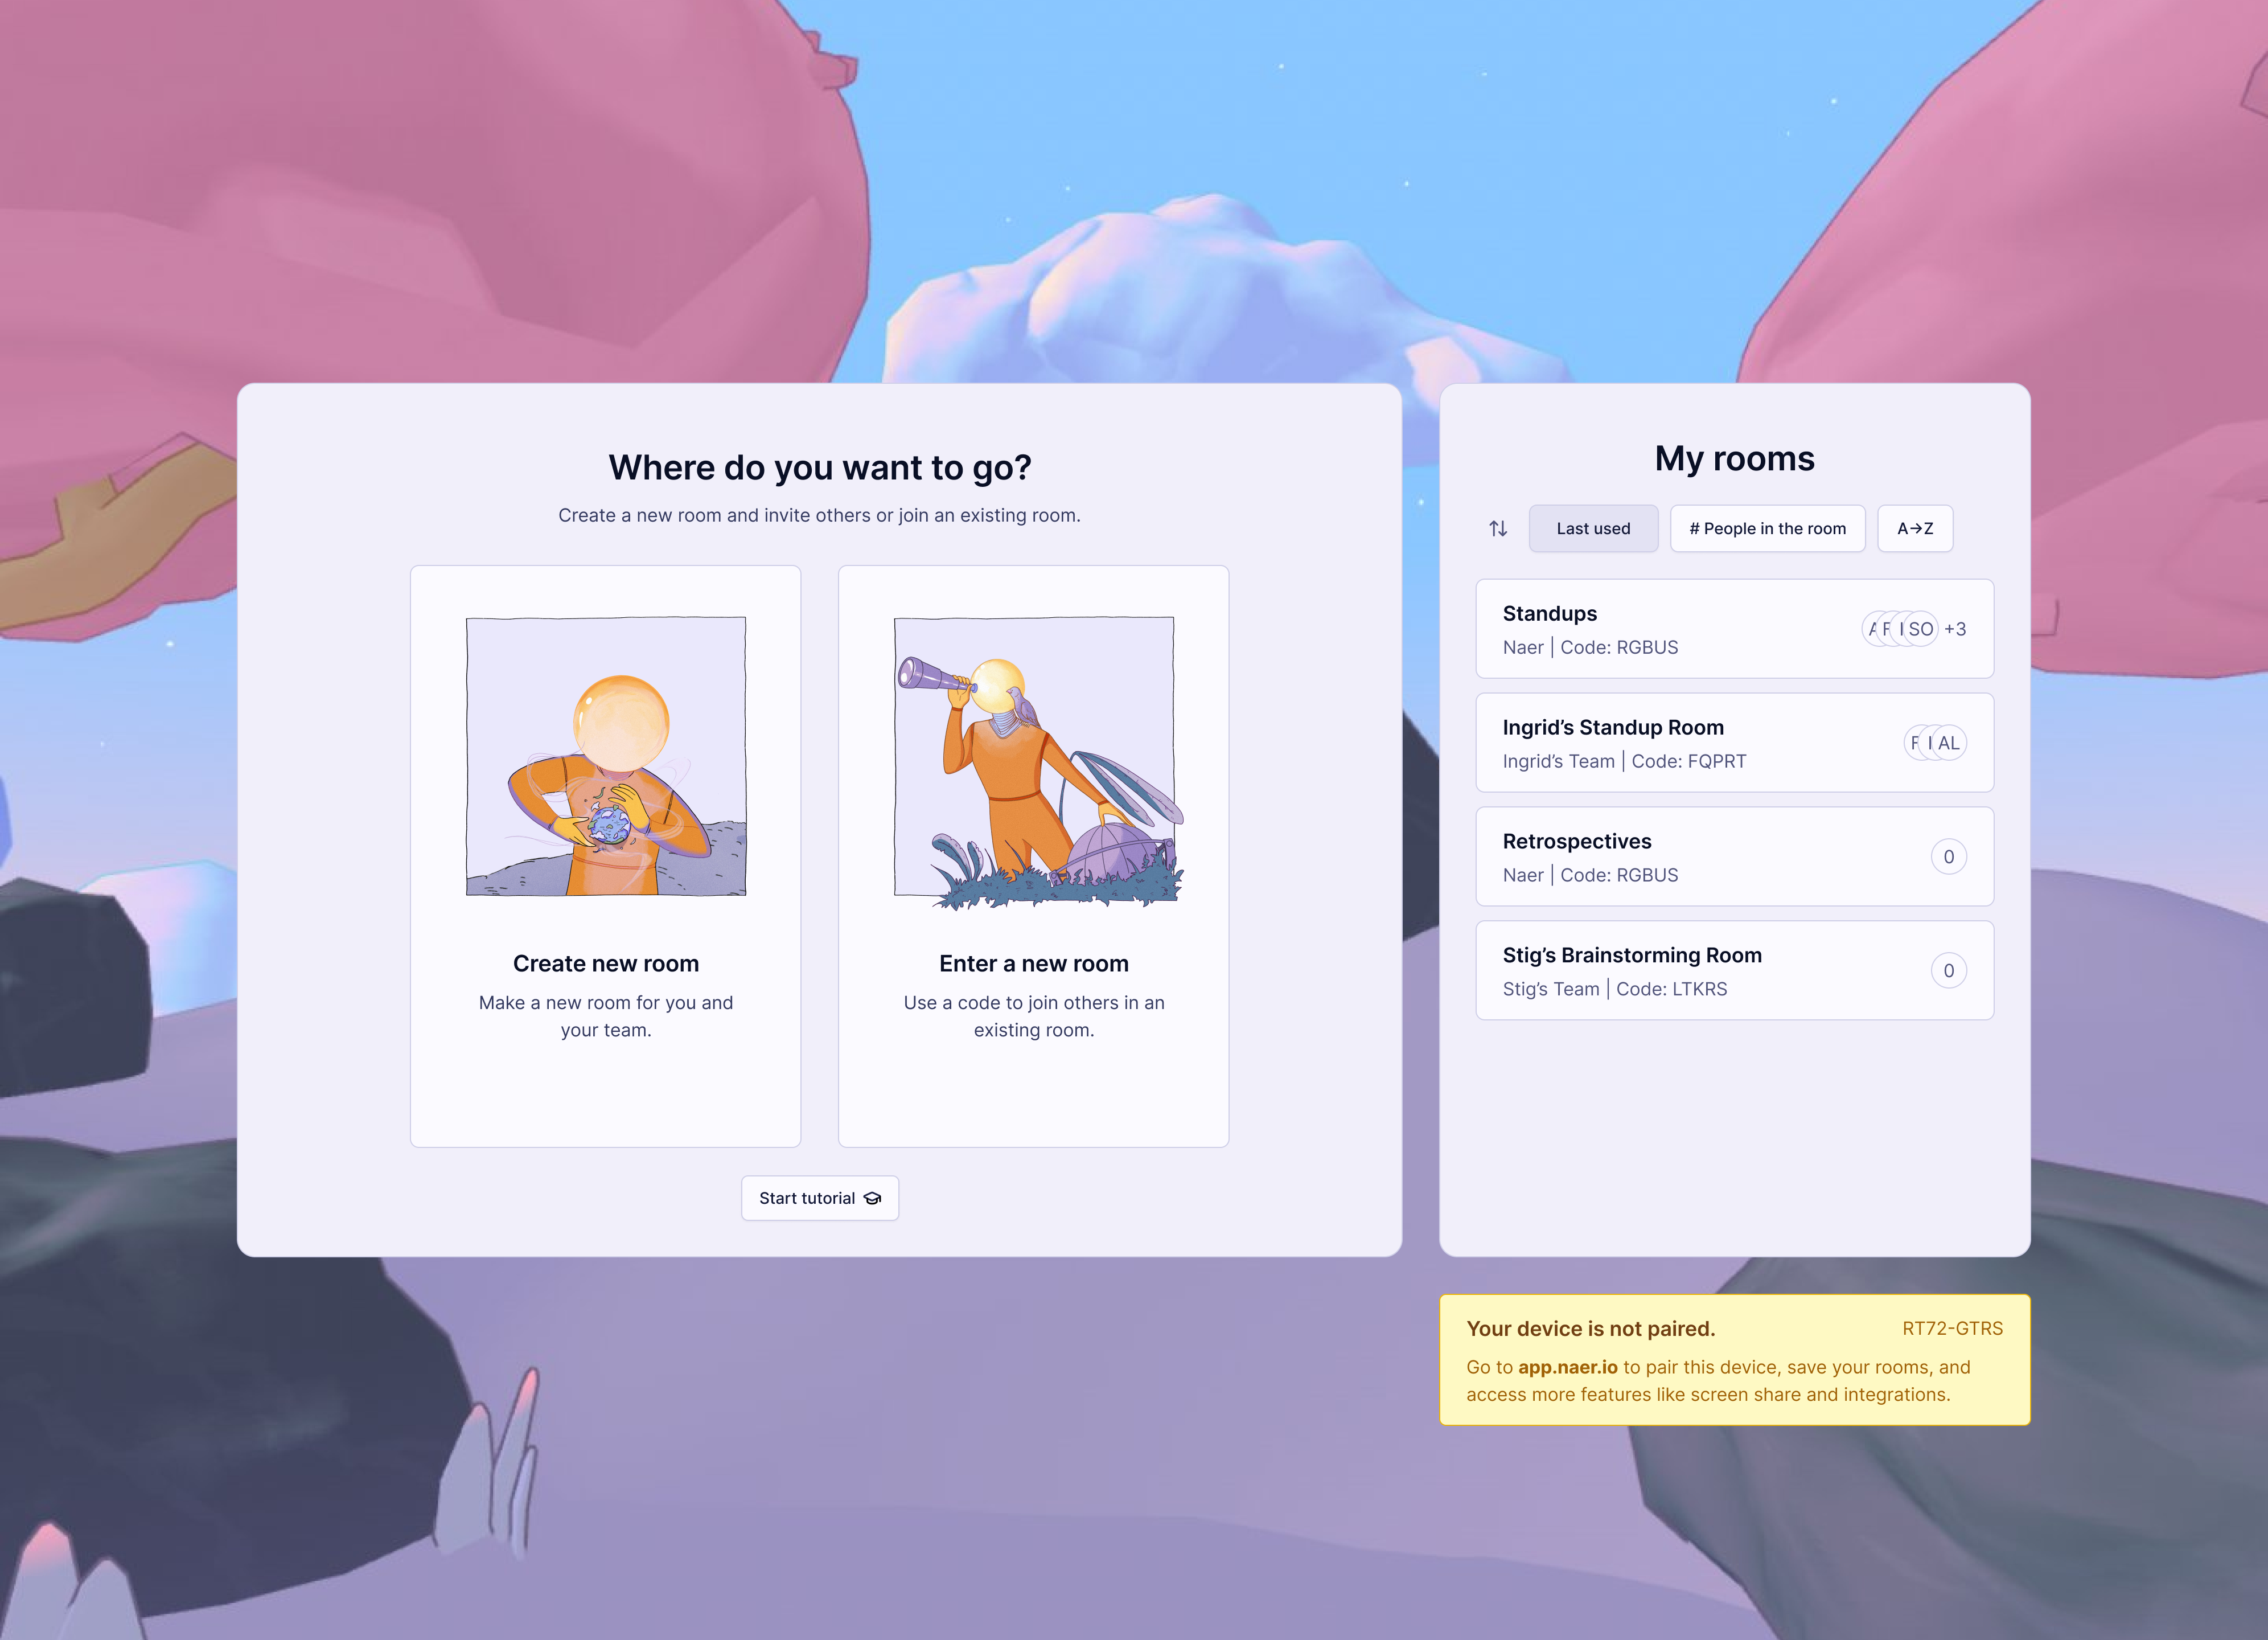 Where do you want to go?
Create a new room and invite others or join an existing room.
Create new room
Make a new room for you and
your team.
Enter a new room
Use a code to join others in an
existing room.
Start tutorial
My rooms
Last used
# People in the room
A→Z
Standups
Naer | Code: RGBUS
A F I SO +3
Ingrid’s Standup Room
Ingrid’s Team | Code: FQPRT
F I AL
Retrospectives
Naer | Code: RGBUS
0
Stig’s Brainstorming Room
Stig’s Team | Code: LTKRS
0
Your device is not paired.
RT72-GTRS
Go to app.naer.io to pair this device, save your rooms, and
access more features like screen share and integrations.